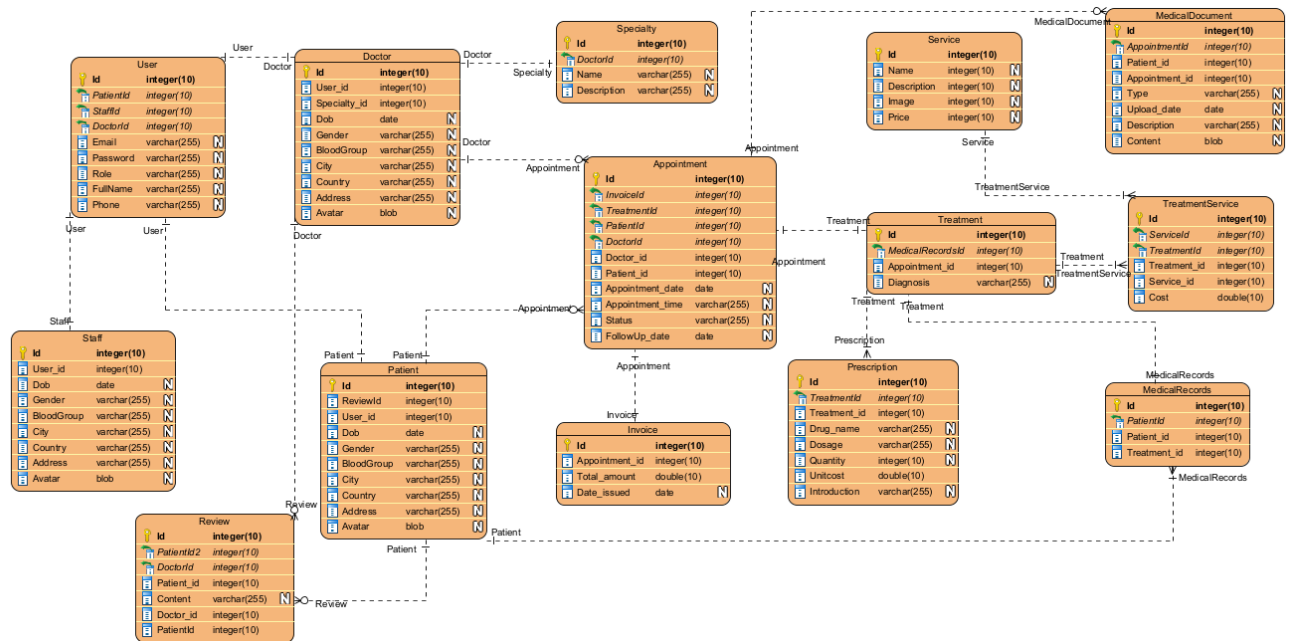 User
Id integer(10)
PatientId integer(10)
StaffId integer(10)
DoctorId integer(10)
Email varchar(255) N
Password varchar(255) N
Role varchar(255) N
FullName varchar(255) N
Phone varchar(255) N
User
Doctor
Doctor
Id integer(10)
User_id integer(10)
Specialty_id integer(10)
Dob date N
Gender varchar(255) N
BloodGroup varchar(255) N
City varchar(255) N
Country varchar(255) N
Address varchar(255) N
Avatar blob N
Doctor
Specialty
Specialty
Id integer(10)
DoctorId integer(10)
Name varchar(255) N
Description varchar(255) N
Doctor
Appointment
Appointment
Id integer(10)
InvoiceId integer(10)
TreatmentId integer(10)
PatientId integer(10)
DoctorId integer(10)
Doctor_id integer(10)
Patient_id integer(10)
Appointment_date date N
Appointment_time varchar(255) N
Status varchar(255) N
FollowUp_date date N
Appointment
MedicalDocument
MedicalDocument
Id integer(10)
AppointmentId integer(10)
Patient_id integer(10)
Appointment_id integer(10)
Type varchar(255) N
Upload_date date N
Description varchar(255) N
Content blob N
Service
Id integer(10)
Name integer(10) N
Description integer(10) N
Image integer(10) N
Price integer(10) N
Service
TreatmentService
TreatmentService
Id integer(10)
ServiceId integer(10)
TreatmentId integer(10)
Treatment_id integer(10)
Service_id integer(10)
Cost double(10)
Treatment
Appointment
Treatment
Id integer(10)
MedicalRecordsId integer(10)
Appointment_id integer(10)
Diagnosis varchar(255) N
Treatment
TreatmentService
Treatment
Treatment
Prescription
Prescription
Id integer(10)
TreatmentId integer(10)
Treatment_id integer(10)
Drug_name varchar(255) N
Dosage varchar(255) N
Quantity integer(10) N
Unitcost double(10)
Introduction varchar(255) N
MedicalRecords
MedicalRecords
Id integer(10)
PatientId integer(10)
Patient_id integer(10)
Treatment_id integer(10)
MedicalRecords
User
User
Doctor
Staff
Staff
Id integer(10)
User_id integer(10)
Dob date N
Gender varchar(255) N
BloodGroup varchar(255) N
City varchar(255) N
Country varchar(255) N
Address varchar(255) N
Avatar blob N
Appointment
Patient
Patient
Patient
Id integer(10)
ReviewId integer(10)
User_id integer(10)
Dob date N
Gender varchar(255) N
BloodGroup varchar(255) N
City varchar(255) N
Country varchar(255) N
Address varchar(255) N
Avatar blob N
Patient
Patient
Appointment
Invoice
Invoice
Id integer(10)
Appointment_id integer(10)
Total_amount double(10)
Date_issued date N
Review
Review
Id integer(10)
PatientId2 integer(10)
DoctorId integer(10)
Patient_id integer(10)
Content varchar(255) N
Doctor_id integer(10)
PatientId integer(10)
Review